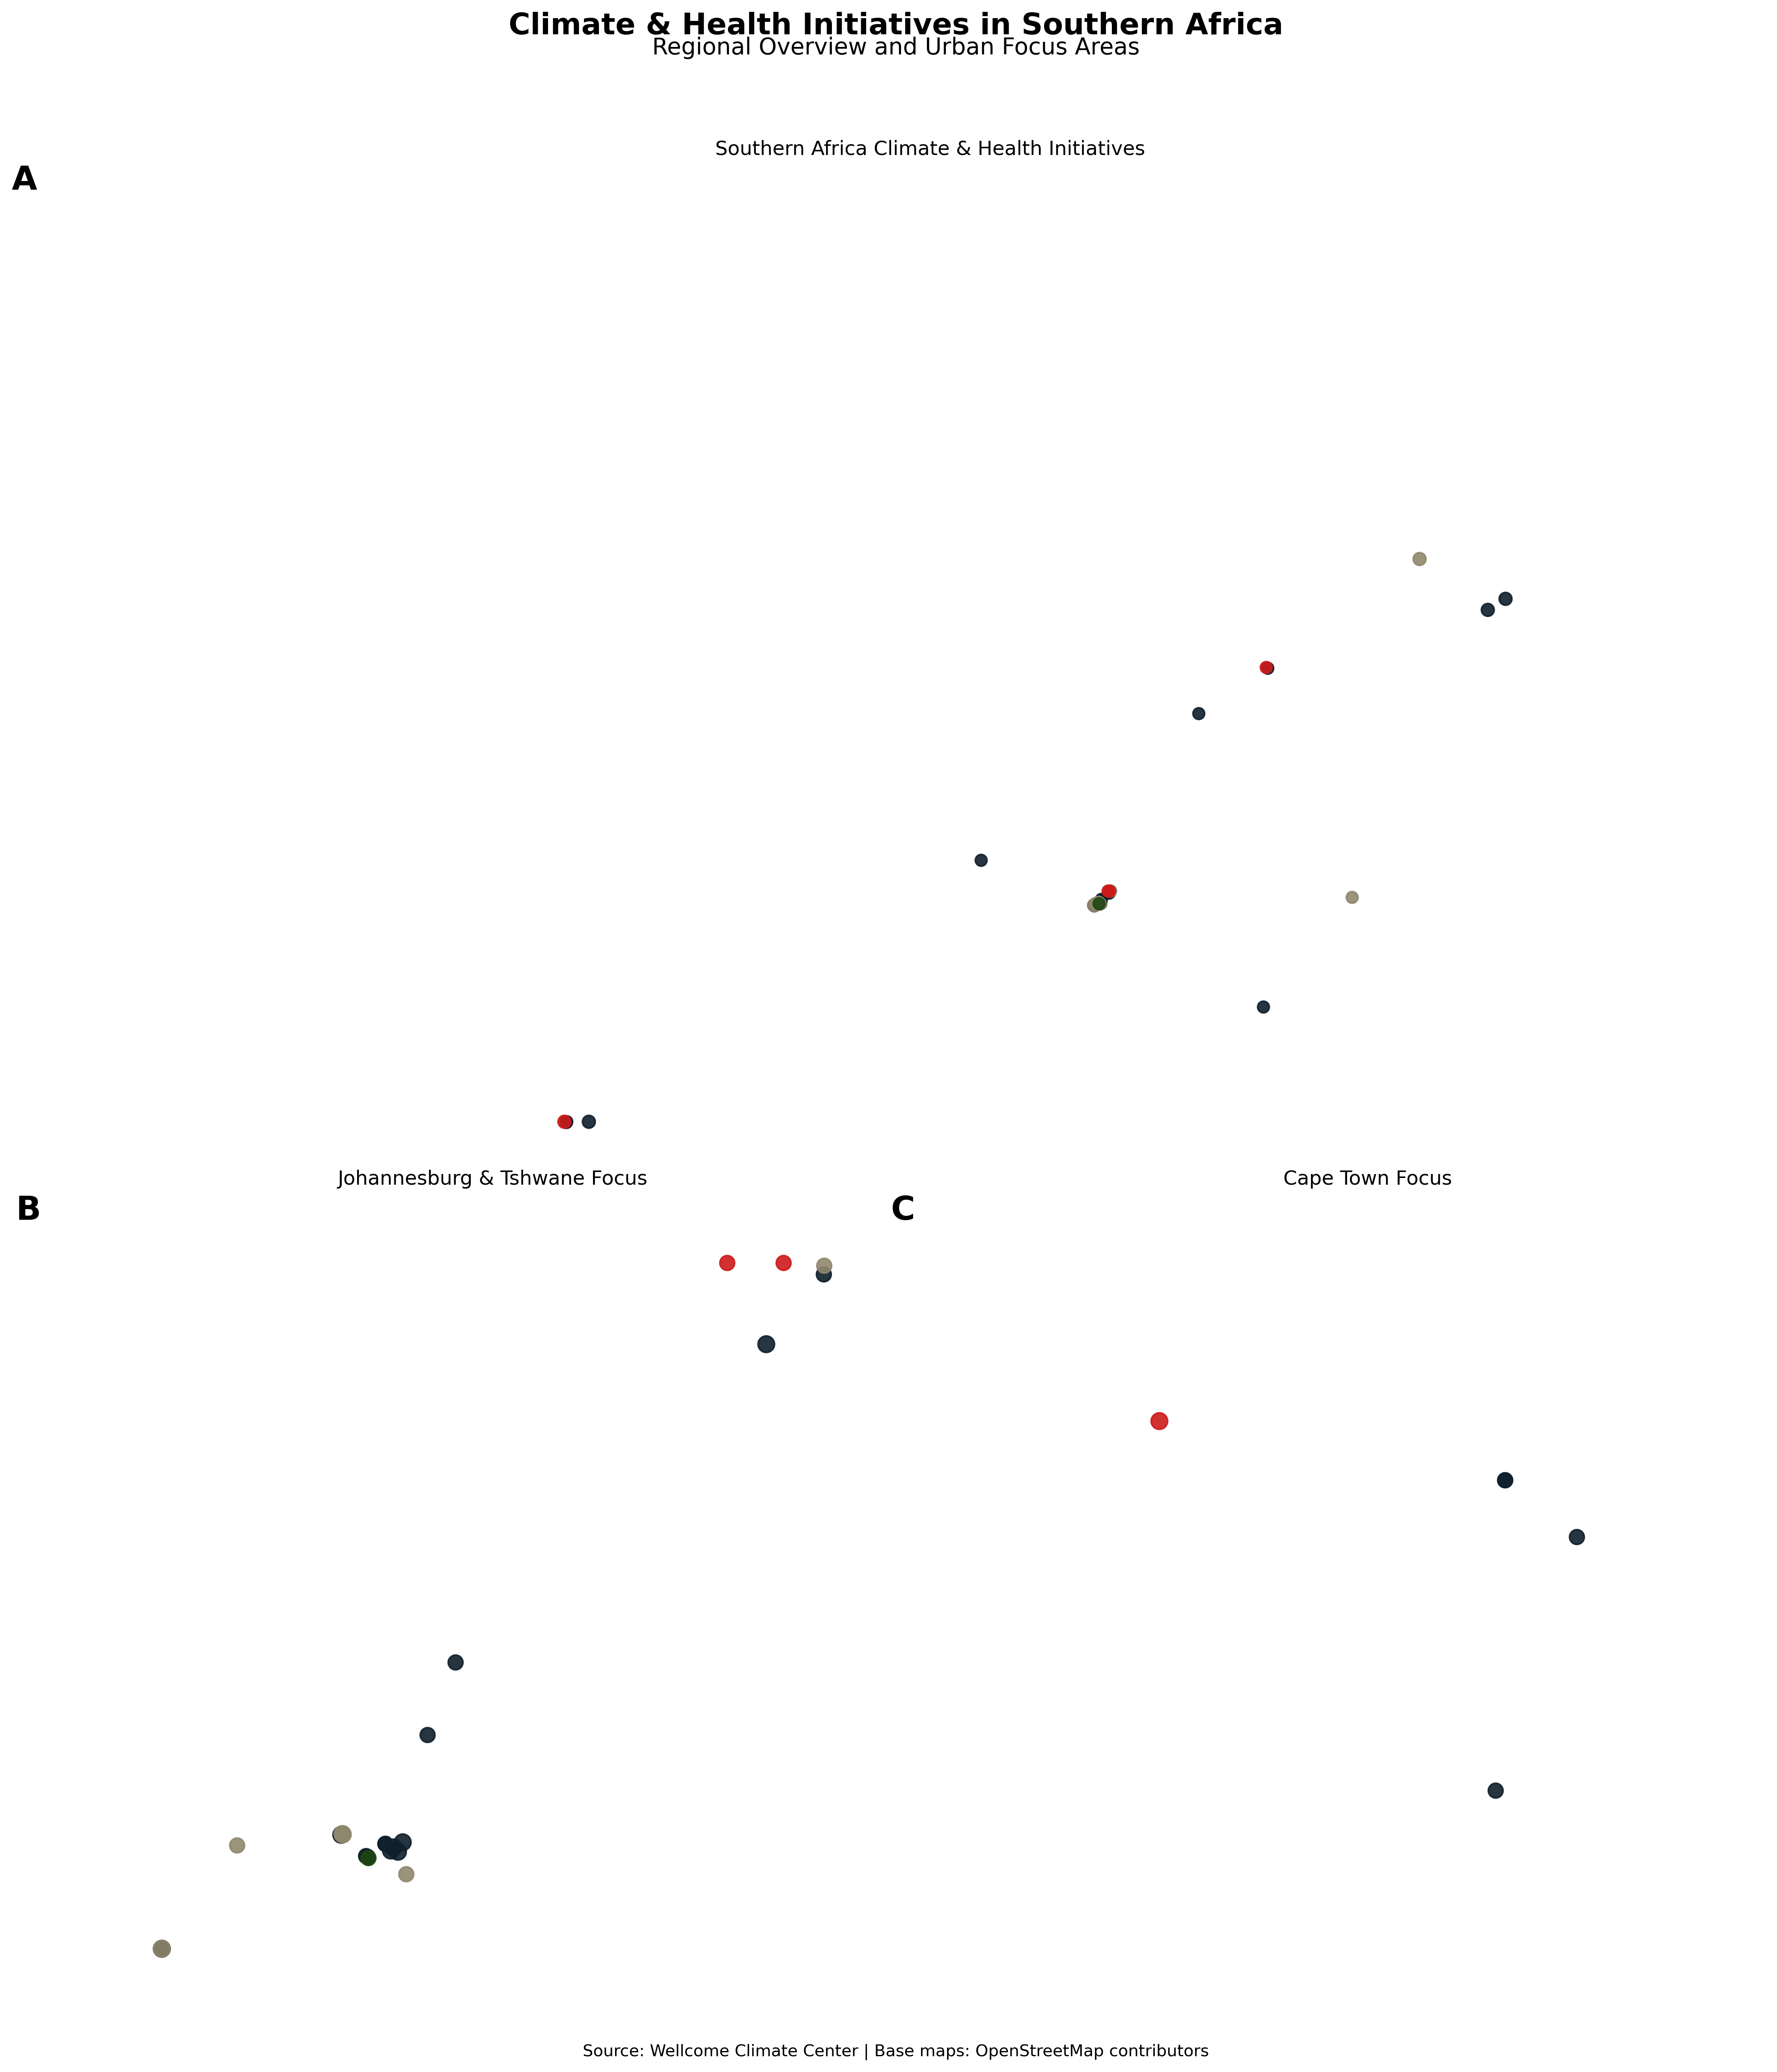 Climate & Health Initiatives in Southern Africa
Regional Overview and Urban Focus Areas
Southern Africa Climate & Health Initiatives
A
Johannesburg & Tshwane Focus
B
Cape Town Focus
C
Source: Wellcome Climate Center | Base maps: OpenStreetMap contributors